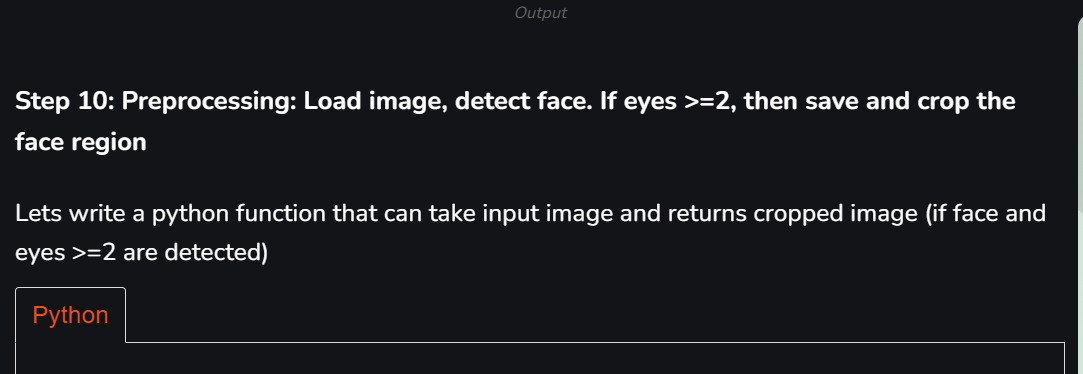 Output
Step 10: Preprocessing: Load image, detect face. If eyes >=2, then save and crop the
face region
Lets write a python function that can take input image and returns cropped image (if face and
eyes >=2 are detected)
Python